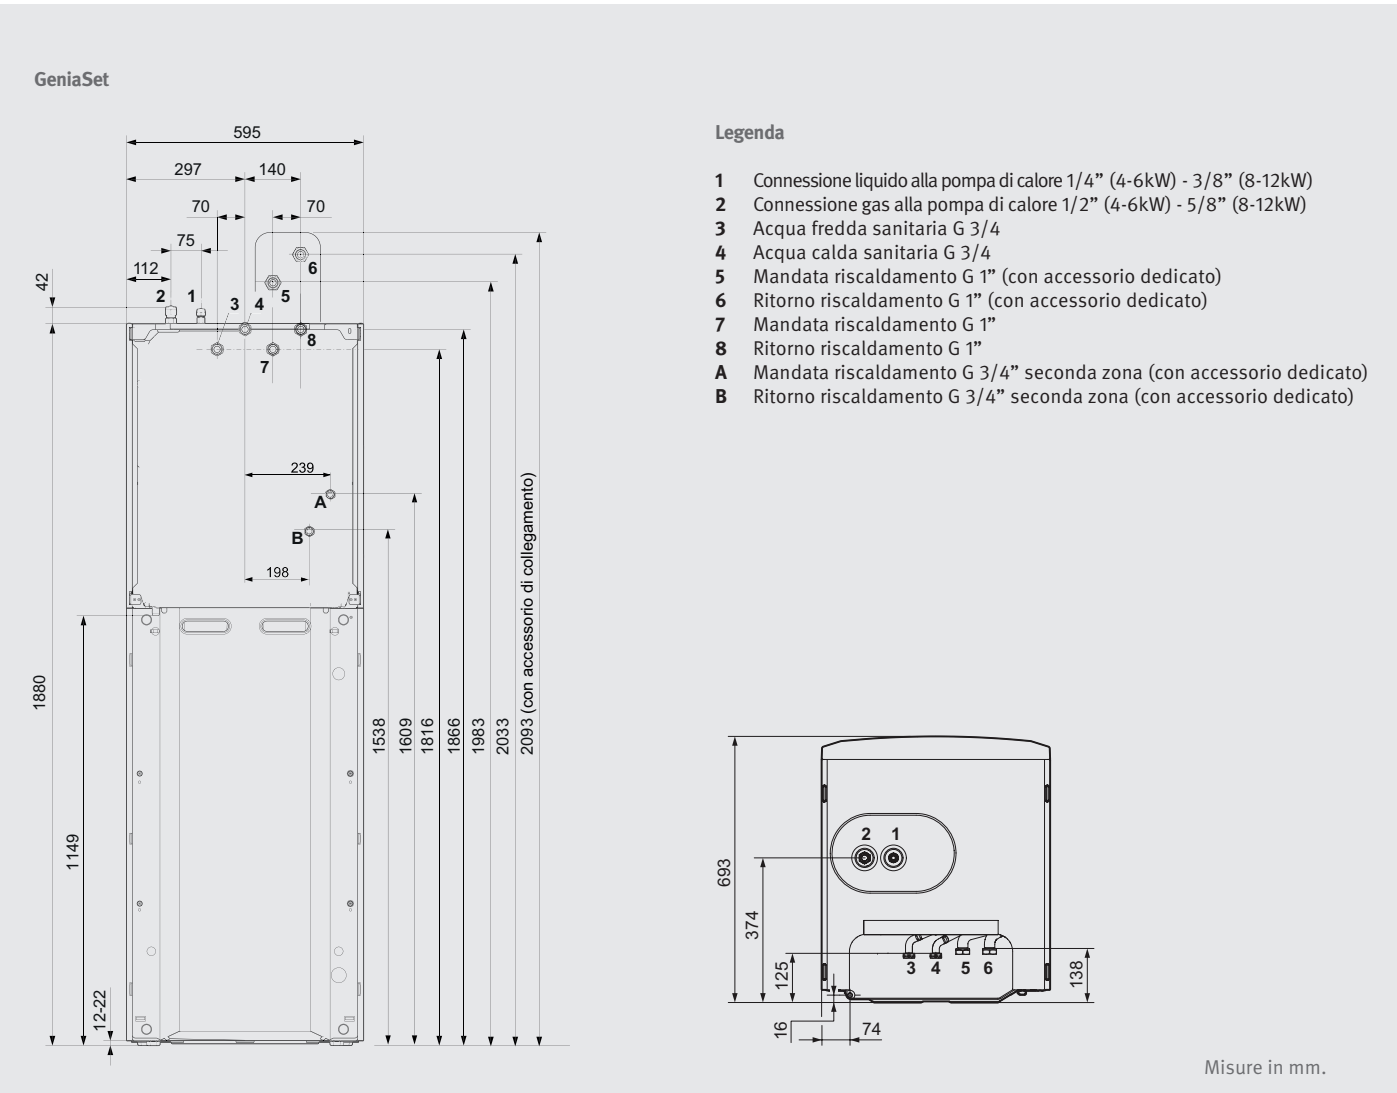 GeniaSet
595
297
140
70
70
75
112
42
2
1
3
4
5
6
7
8
239
A
B
198
1880
1149
12-22
1538
1609
1816
1866
1983
2033
2093 (con accessorio di collegamento)
Legenda
1 Connessione liquido alla pompa di calore 1/4” (4-6kW) - 3/8” (8-12kW)
2 Connessione gas alla pompa di calore 1/2” (4-6kW) - 5/8” (8-12kW)
3 Acqua fredda sanitaria G 3/4
4 Acqua calda sanitaria G 3/4
5 Mandata riscaldamento G 1” (con accessorio dedicato)
6 Ritorno riscaldamento G 1” (con accessorio dedicato)
7 Mandata riscaldamento G 1”
8 Ritorno riscaldamento G 1”
A Mandata riscaldamento G 3/4” seconda zona (con accessorio dedicato)
B Ritorno riscaldamento G 3/4” seconda zona (con accessorio dedicato)
2 1
693
374
125
3 4 5 6
138
16
74
Misure in mm.